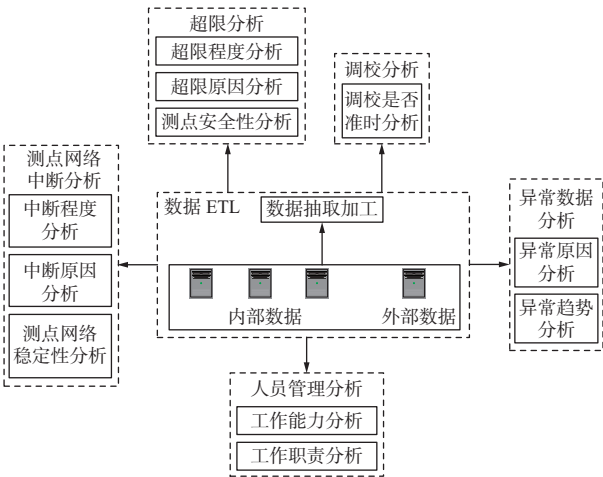 超限分析
超限程度分析
超限原因分析
测点安全性分析
调校分析
调校是否
准时分析
测点网络
中断分析
中断程度
分析
中断原因
分析
测点网络
稳定性分析
数据 ETL
数据抽取加工
内部数据
外部数据
异常数据
分析
异常原因
分析
异常趋势
分析
人员管理分析
工作能力分析
工作职责分析